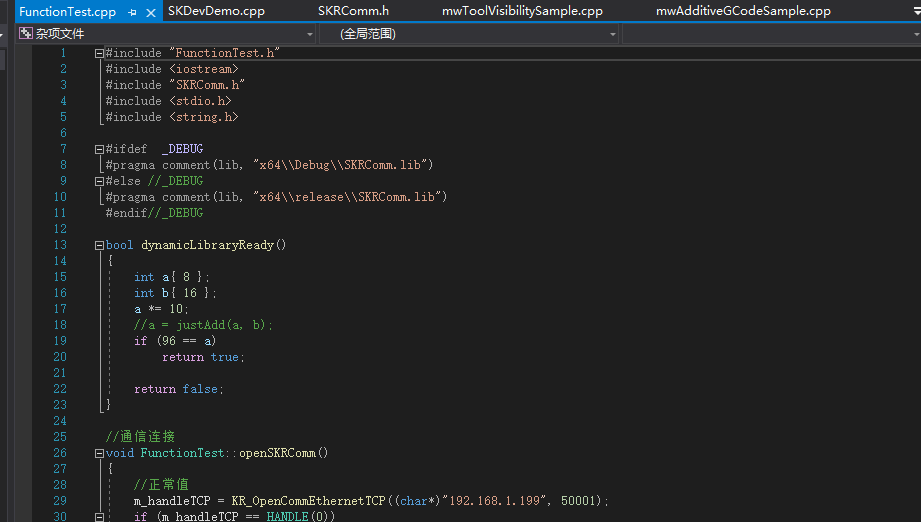 FunctionTest.cpp SKDevDemo.cpp SKRComm.h mwToolVisibilitySample.cpp mwAdditiveGCodeSample.cpp
杂项文件 (全局范围)
1 #include "FunctionTest.h"
2 #include <iostream>
3 #include "SKRComm.h"
4 #include <stdio.h>
5 #include <string.h>
6
7 #ifdef _DEBUG
8 #pragma comment(lib, "x64\\Debug\\SKRComm.lib")
9 #else //_DEBUG
10 #pragma comment(lib, "x64\\release\\SKRComm.lib")
11 #endif//_DEBUG
12
13 bool dynamicLibraryReady()
14 {
15 int a{ 8 };
16 int b{ 16 };
17 a *= 10;
18 //a = justAdd(a, b);
19 if (96 == a)
20 return true;
21
22 return false;
23 }
24
25 //通信连接
26 void FunctionTest::openSKRComm()
27 {
28 //正常值
29 m_handleTCP = KR_OpenCommEthernetTCP((char*)"192.168.1.199", 50001);
30 if (m_handleTCP == HANDLE(0))